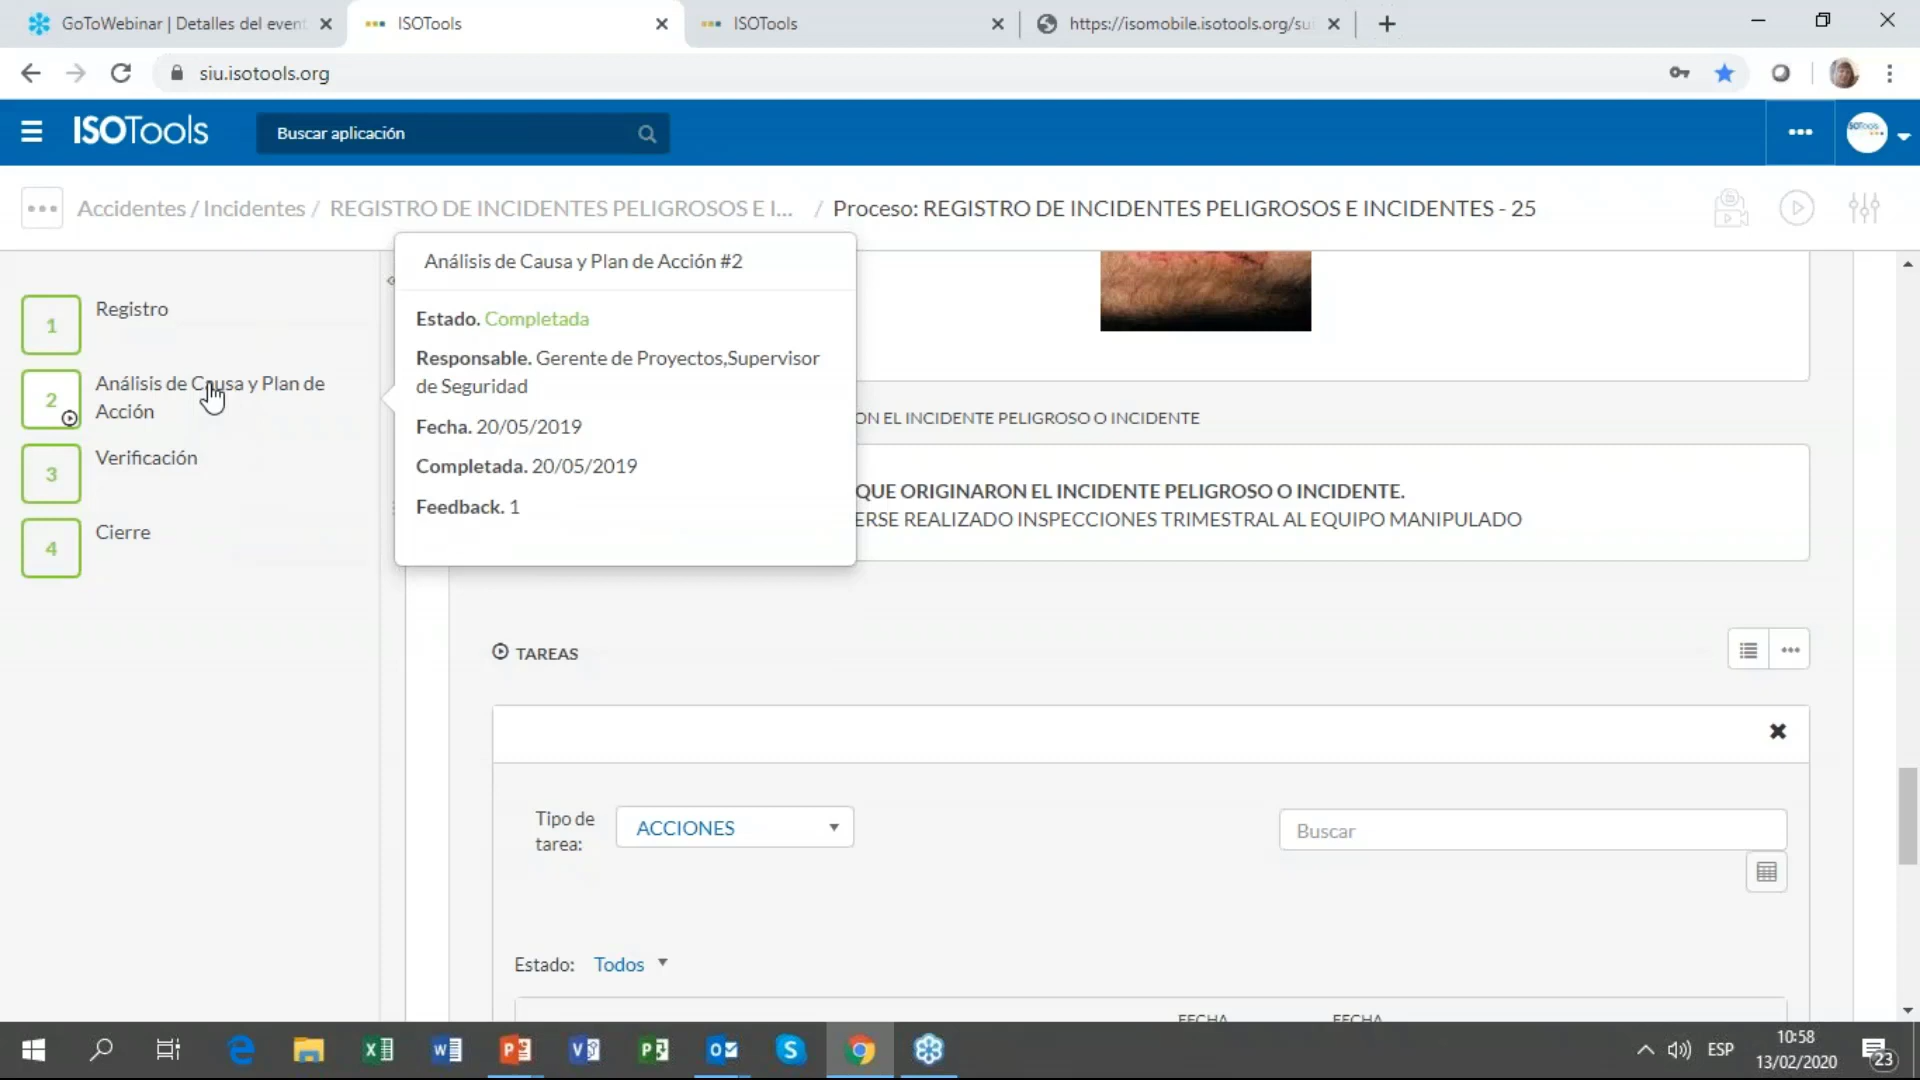 GoToWebinar | Detalles del even
ISOTools
ISOTools
https://isomobile.isotools.org/su
siu.isotools.org
ISOTools
Buscar aplicación
Accidentes / Incidentes / REGISTRO DE INCIDENTES PELIGROSOS E I... / Proceso: REGISTRO DE INCIDENTES PELIGROSOS E INCIDENTES - 25
1 Registro
2 Análisis de Causa y Plan de
Acción
3 Verificación
4 Cierre
Análisis de Causa y Plan de Acción #2
Estado. Completada
Responsable. Gerente de Proyectos,Supervisor
de Seguridad
Fecha. 20/05/2019
Completada. 20/05/2019
Feedback. 1
ON EL INCIDENTE PELIGROSO O INCIDENTE
QUE ORIGINARON EL INCIDENTE PELIGROSO O INCIDENTE.
ERSE REALIZADO INSPECCIONES TRIMESTRAL AL EQUIPO MANIPULADO
TAREAS
Tipo de
tarea:
ACCIONES
Buscar
Estado: Todos
FECHA FECHA
ESP
10:58
13/02/2020
23